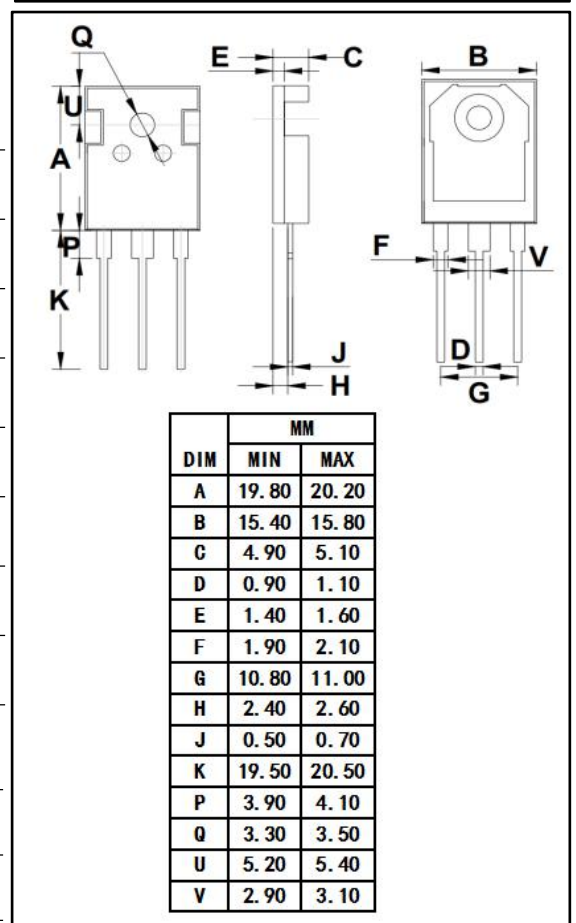 Q
E C B
U
A
P F V
K
J D
H G
MM
DIM MIN MAX
A 19.80 20.20
B 15.40 15.80
C 4.90 5.10
D 0.90 1.10
E 1.40 1.60
F 1.90 2.10
G 10.80 11.00
H 2.40 2.60
J 0.50 0.70
K 19.50 20.50
P 3.90 4.10
Q 3.30 3.50
U 5.20 5.40
V 2.90 3.10